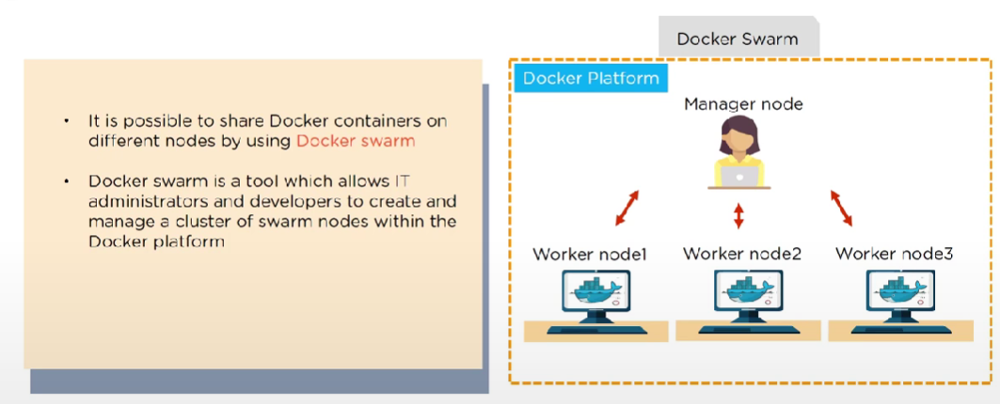 • It is possible to share Docker containers on
different nodes by using Docker swarm
• Docker swarm is a tool which allows IT
administrators and developers to create and
manage a cluster of swarm nodes within the
Docker platform
Docker Swarm
Docker Platform
Manager node
Worker node1
Worker node2
Worker node3